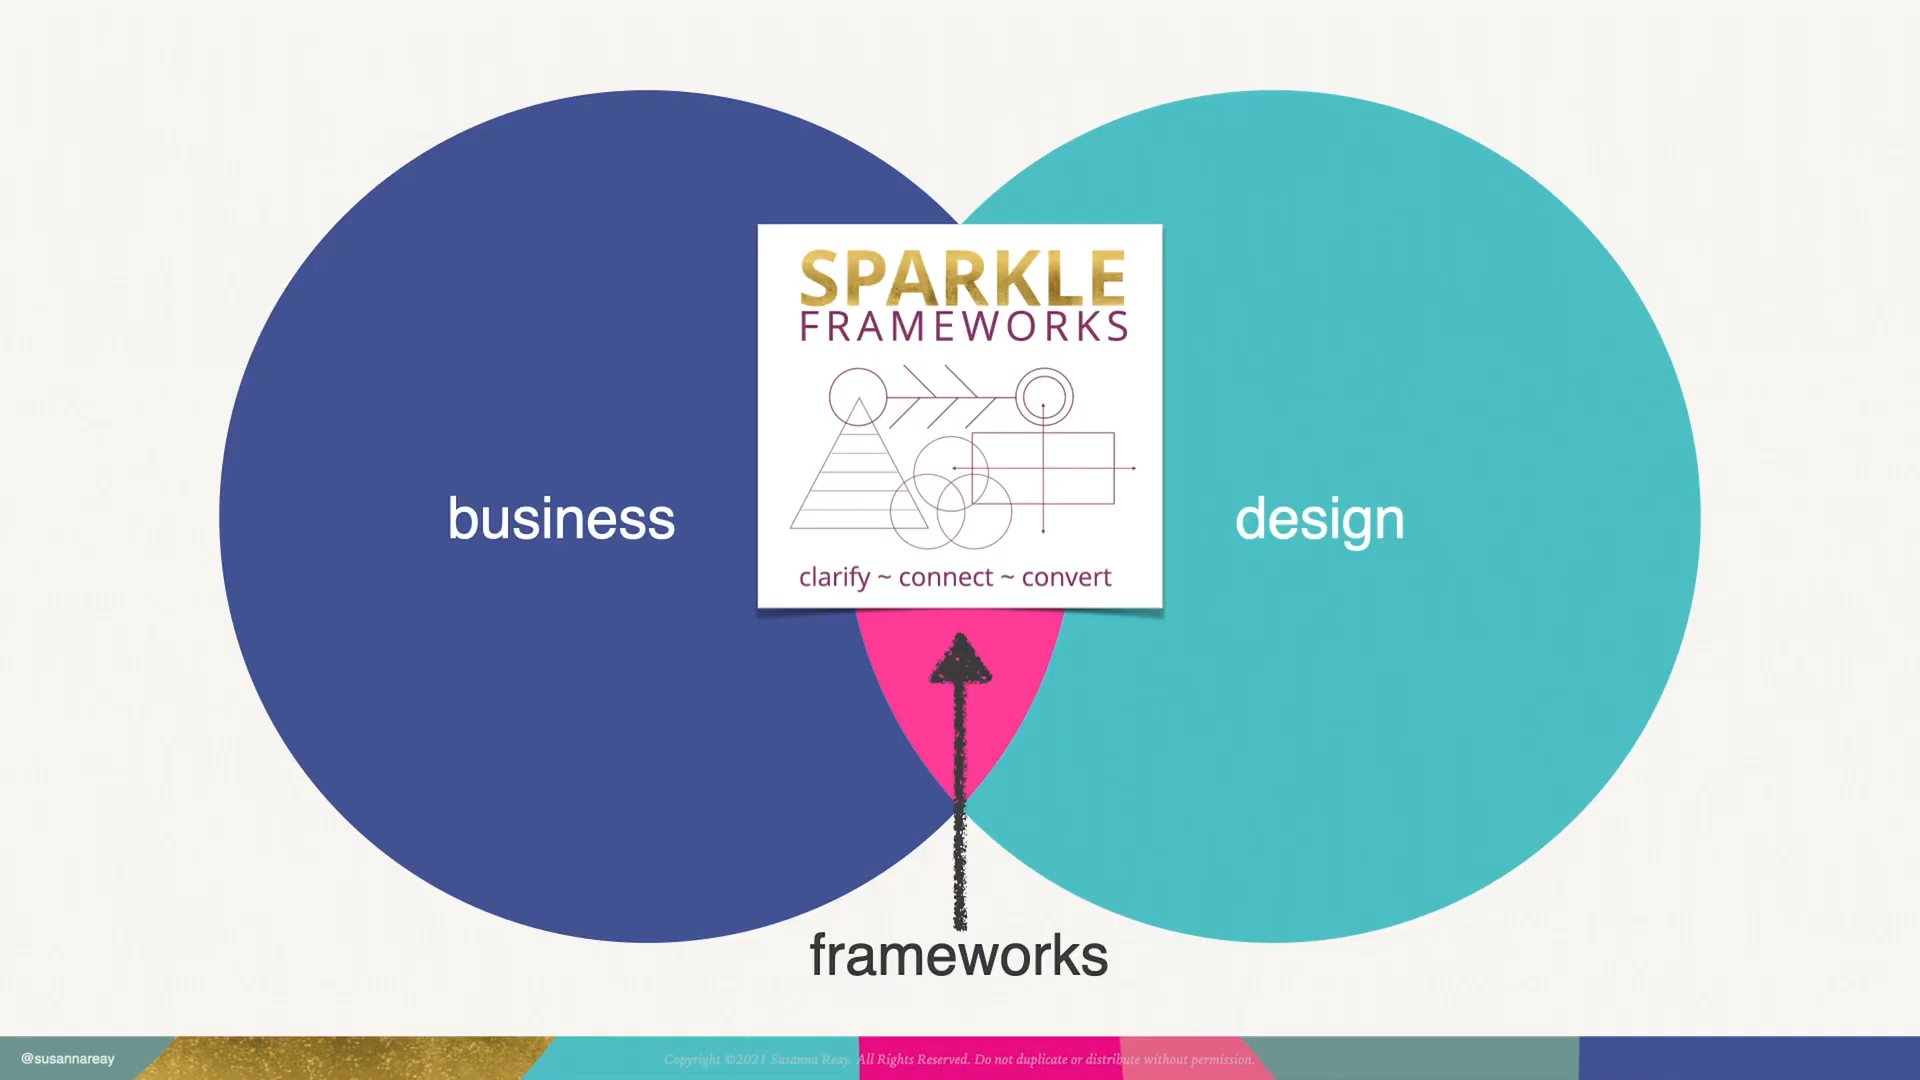 SPARKLE
FRAMEWORKS
clarify ~ connect ~ convert
business
design
frameworks
@susannareay
Copyright ©2021 Susanna Reay. All Rights Reserved. Do not duplicate or distribute without permission.